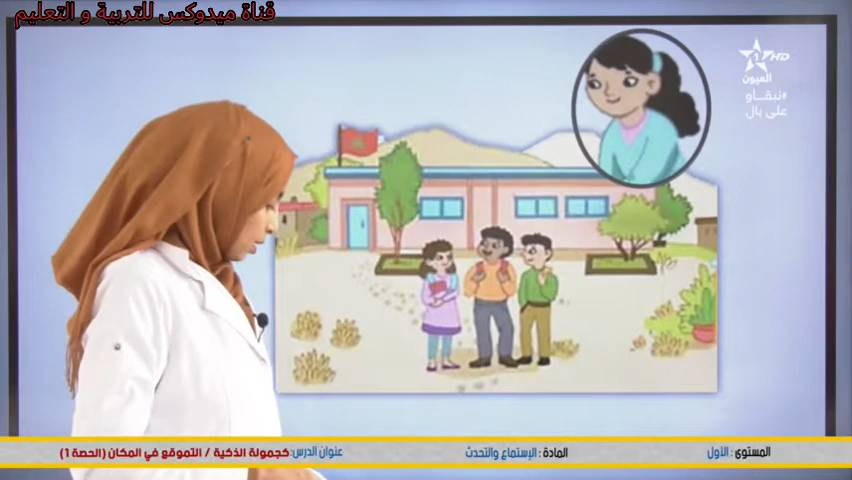 قناة ميدوكس للتربية و التعليم
1HD
العيون
#نبقاو
على بال
المستوى : الأول
المادة : الإستماع والتحدث
عنوان الدرس:كجمولة الذكية / التموقع في المكان (الحصة 1)